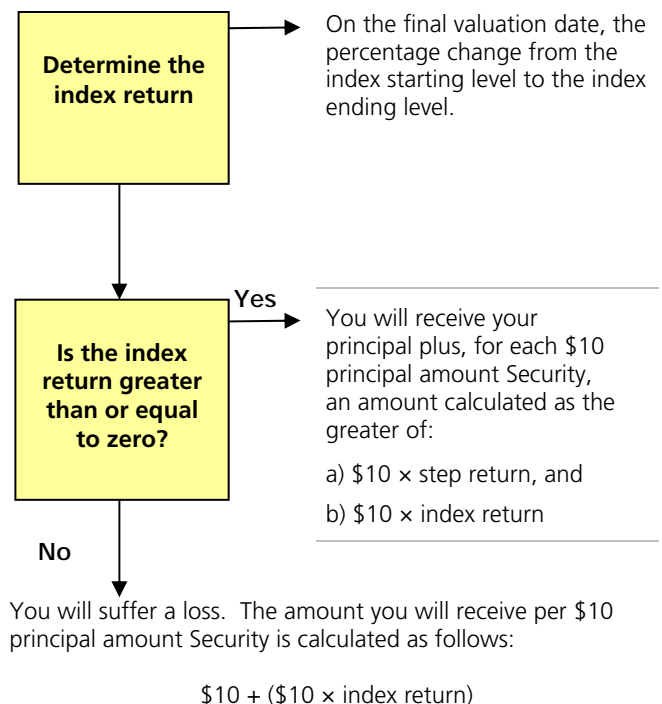 Determine the
index return
On the final valuation date, the
percentage change from the
index starting level to the index
ending level.
Is the index
return greater
than or equal
to zero?
Yes
You will receive your
principal plus, for each $10
principal amount Security,
an amount calculated as the
greater of:
a) $10 × step return, and
b) $10 × index return
No
You will suffer a loss.  The amount you will receive per $10
principal amount Security is calculated as follows:
$10 + ($10 × index return)